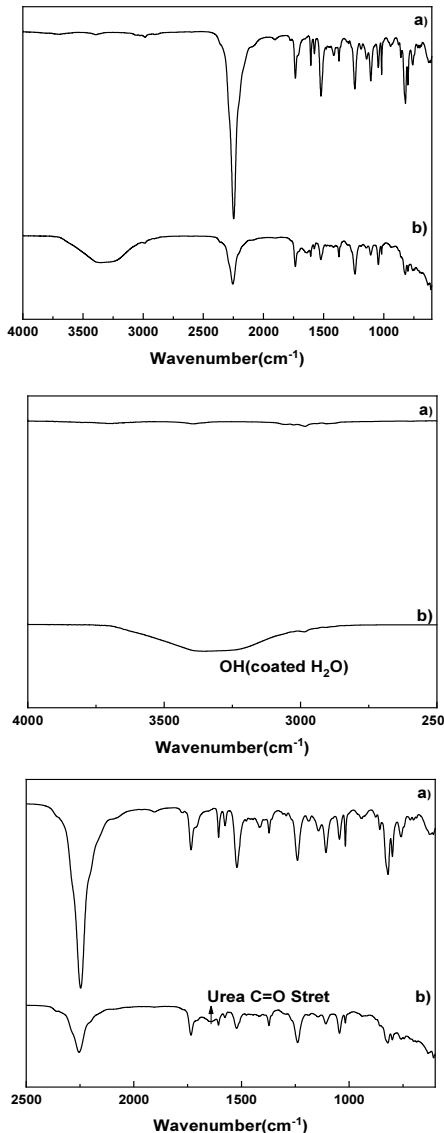 a)
b)
4000 3500 3000 2500 2000 1500 1000
Wavenumber(cm⁻¹)
a)
b)
OH(coated H₂O)
4000 3500 3000 250
Wavenumber(cm⁻¹)
a)
Urea C=O Stret b)
2500 2000 1500 1000
Wavenumber(cm⁻¹)